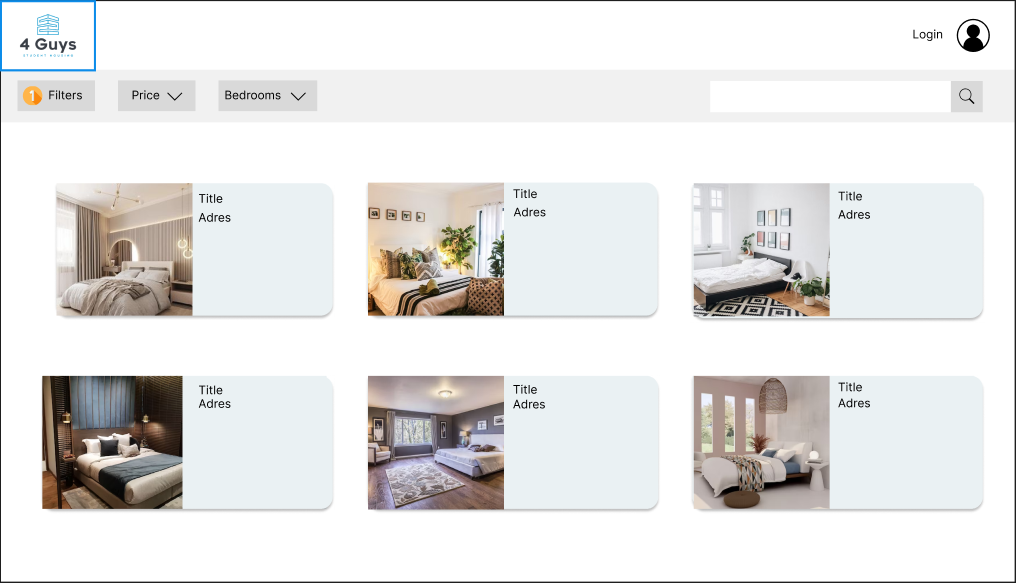 4 Guys
STUDENT HOUSING
Login
1 Filters
Price
Bedrooms
Title
Adres
Title
Adres
Title
Adres
Title
Adres
Title
Adres
Title
Adres